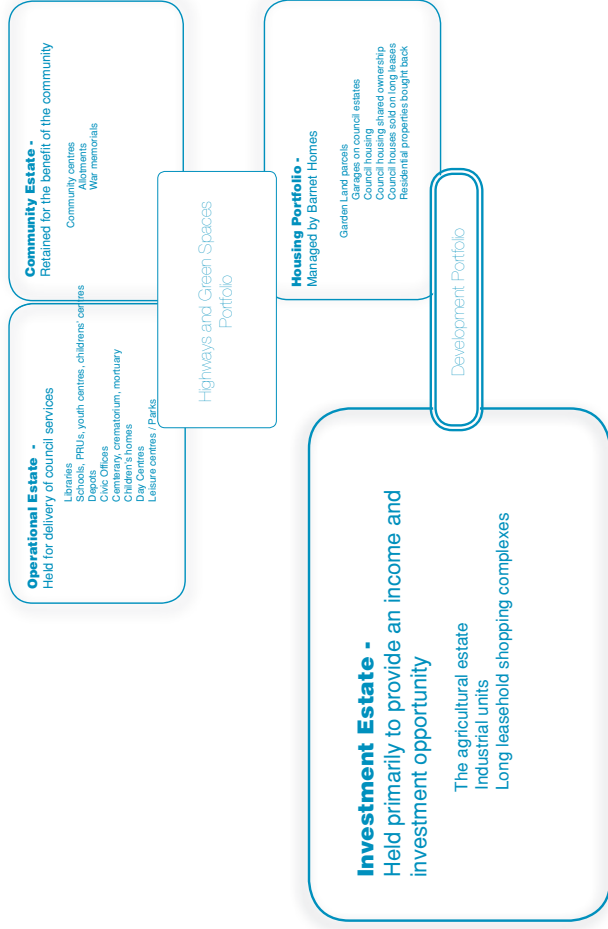 Operational Estate -
Held for delivery of council services
Libraries
Schools, PRUs, youth centres, childrens' centres
Depots
Civic Offices
Cemterary, crematorium, mortuary
Children's homes
Day Centres
Leisure centres / Parks
Community Estate -
Retained for the benefit of the community
Community centres
Allotments
War memorials
Highways and Green Spaces
Portfolio
Investment Estate -
Held primarily to provide an income and
investment opportunity
The agricultural estate
Industrial units
Long leasehold shopping complexes
Housing Portfolio -
Managed by Barnet Homes
Garden Land parcels
Garages on council estates
Council housing
Council housing shared ownership
Council houses sold on long leases
Residential properties bought back
Development Portfolio